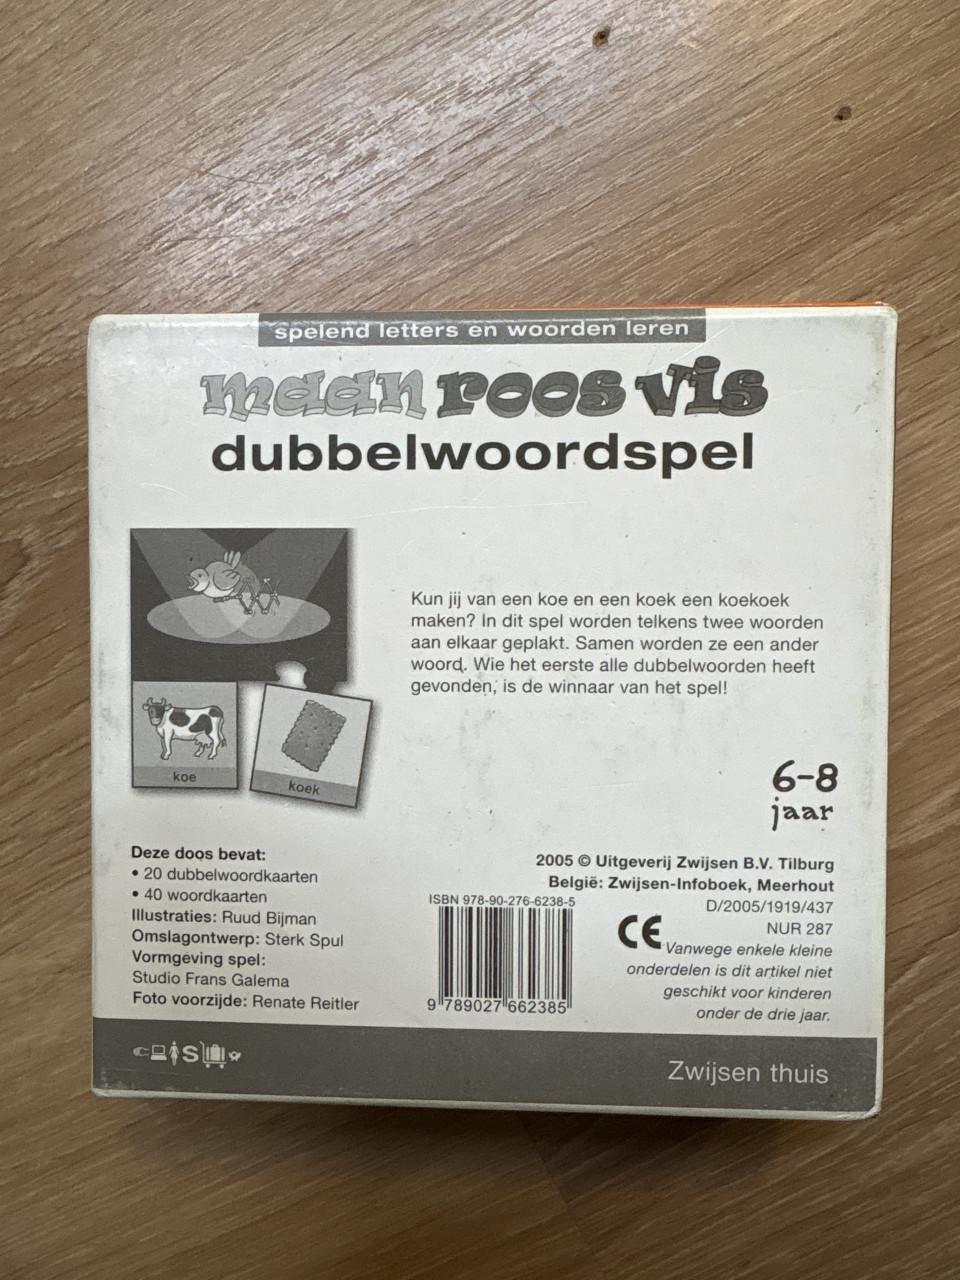 spelend letters en woorden leren
maan roos vis
dubbelwoordspel
Kun jij van een koe en een koek een koekoek
maken? In dit spel worden telkens twee woorden
aan elkaar geplakt. Samen worden ze een ander
woord. Wie het eerste alle dubbelwoorden heeft
gevonden, is de winnaar van het spel!
koe
koek
6-8
jaar
Deze doos bevat:
• 20 dubbelwoordkaarten
• 40 woordkaarten
Illustraties: Ruud Bijman
Omslagontwerp: Sterk Spul
Vormgeving spel:
Studio Frans Galema
Foto voorzijde: Renate Reitler
ISBN 978-90-276-6238-5
9 789027 662385
2005 © Uitgeverij Zwijsen B.V. Tilburg
België: Zwijsen-Infoboek, Meerhout
D/2005/1919/437
NUR 287
CE
Vanwege enkele kleine
onderdelen is dit artikel niet
geschikt voor kinderen
onder de drie jaar.
Zwijsen thuis